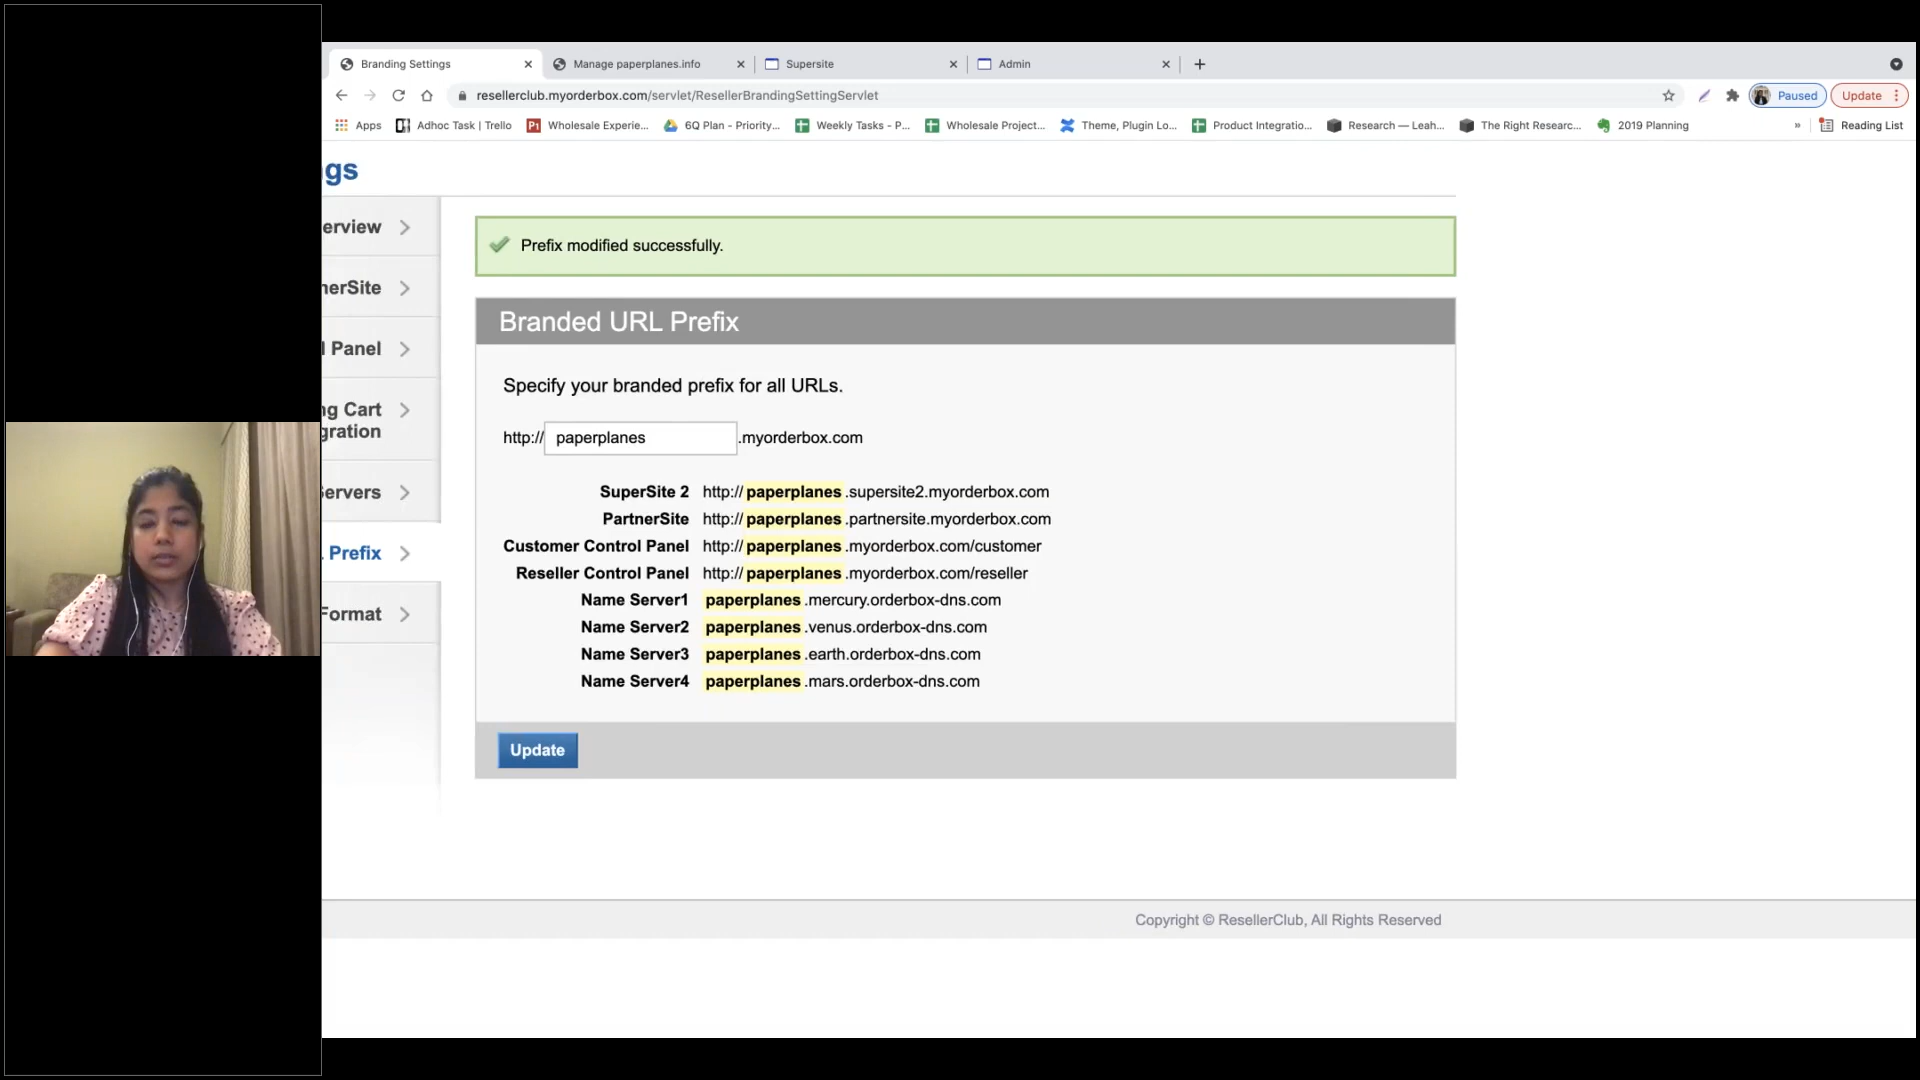 Branding Settings
Manage paperplanes.info
Supersite
Admin
resellerclub.myorderbox.com/servlet/ResellerBrandingSettingServlet
Paused
Update
Apps
Adhoc Task | Trello
Wholesale Experie...
6Q Plan - Priority...
Weekly Tasks - P...
Wholesale Project...
Theme, Plugin Lo...
Product Integratio...
Research — Leah...
The Right Researc...
2019 Planning
»
Reading List
gs
erview
nerSite
l Panel
ng Cart
gration
Servers
Prefix
Format
Prefix modified successfully.
Branded URL Prefix
Specify your branded prefix for all URLs.
http:// paperplanes .myorderbox.com
SuperSite 2 http:// paperplanes .supersite2.myorderbox.com
PartnerSite http:// paperplanes .partnersite.myorderbox.com
Customer Control Panel http:// paperplanes .myorderbox.com/customer
Reseller Control Panel http:// paperplanes .myorderbox.com/reseller
Name Server1 paperplanes .mercury.orderbox-dns.com
Name Server2 paperplanes .venus.orderbox-dns.com
Name Server3 paperplanes .earth.orderbox-dns.com
Name Server4 paperplanes .mars.orderbox-dns.com
Update
Copyright © ResellerClub, All Rights Reserved